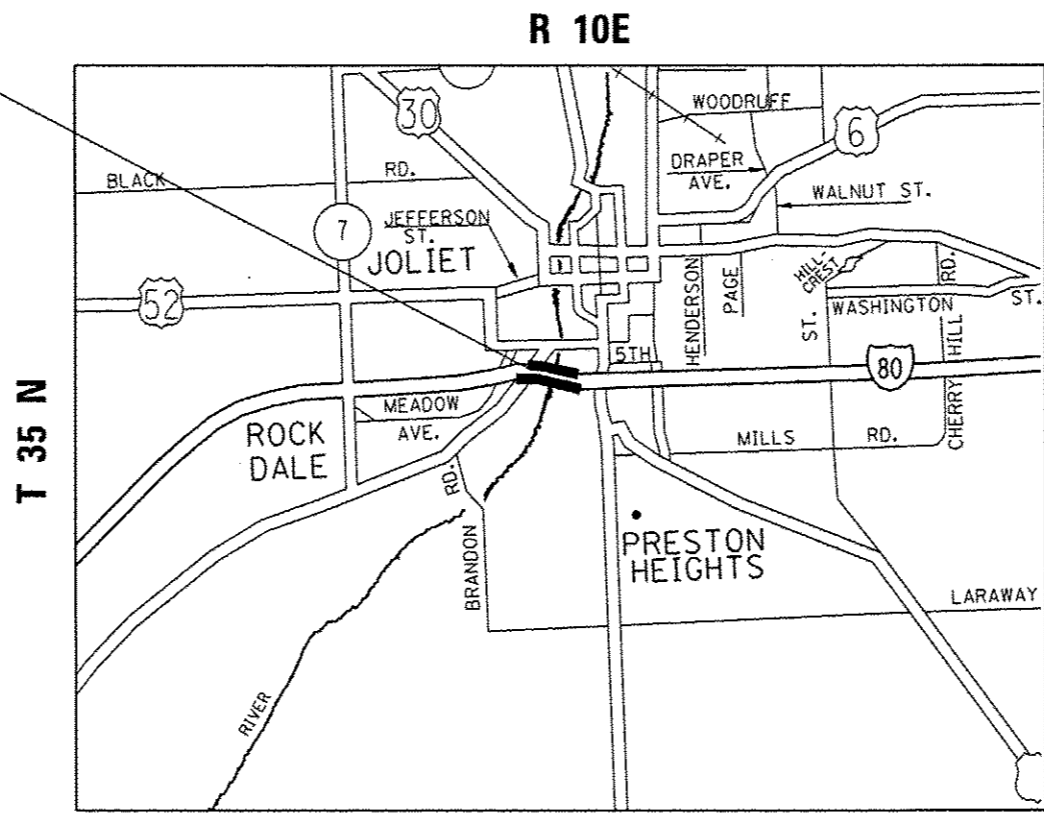 R 10E
T 35 N
30
WOODRUFF
6
DRAPER
AVE.
BLACK
RD.
WALNUT ST.
7
JEFFERSON
ST.
JOLIET
HILL-
CREST
HENDERSON
PAGE
RD.
52
ST.
WASHINGTON
ST.
5TH
80
CHERRY HILL
MEADOW
AVE.
ROCK
DALE
MILLS
RD.
RD.
BRANDON
PRESTON
HEIGHTS
LARAWAY
RIVER